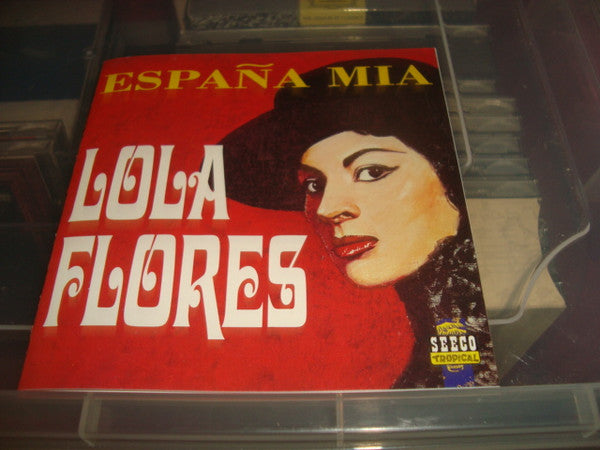 ESPAÑA MIA
LOLA
FLORES
SEECO
TROPICAL